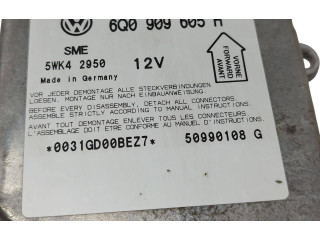 6Q0 909 605 H
SME
5WK4 2950 12V
Made in Germany
VORNE
FORWARD
AVANT
VOR JEDER DEMONTAGE ALLE STECKVERBINDUNGEN
LOESEN, MONTAGE NUR NACH EINBAUANWEISUNG
BEFORE EVERY DISASSEMBLY, DETACH ALL CONNECTORS
ASSEMBLE STRICTLY ACCORDING TO MANUAL INSTRUCTIONS
AVANT TOUT DEMONTAGE ENLEVER TOUS LES CONNECTEURS
L'ASSEMBLAGE DOIT ETRE CONFORME AU MANUEL D'INSTRUCTIONS
*0031GD00BEZ7* 50990108 G